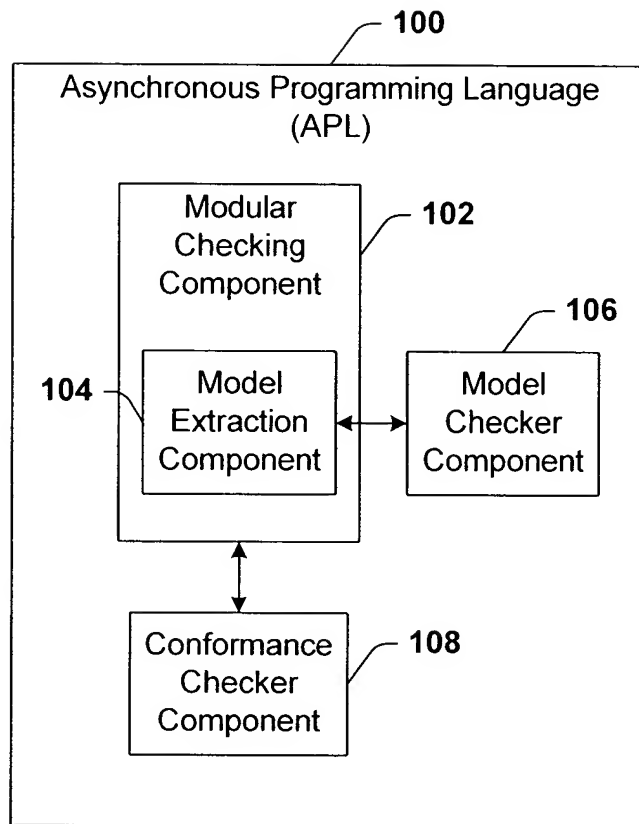 100
Asynchronous Programming Language
(APL)
Modular
Checking
Component
102
106
104
Model
Extraction
Component
Model
Checker
Component
Conformance
Checker
Component
108